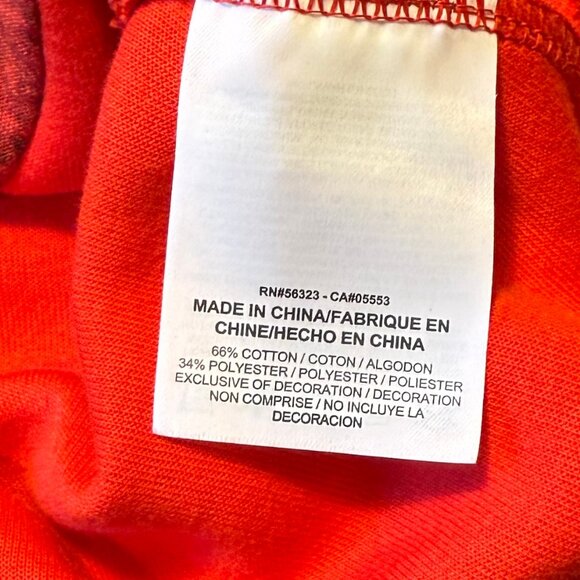 RN#56323 - CA#05553
MADE IN CHINA/FABRIQUE EN
CHINE/HECHO EN CHINA
66% COTTON / COTON / ALGODON
34% POLYESTER / POLYESTER / POLIESTER
EXCLUSIVE OF DECORATION / DECORATION
NON COMPRISE / NO INCLUYE LA
DECORACION